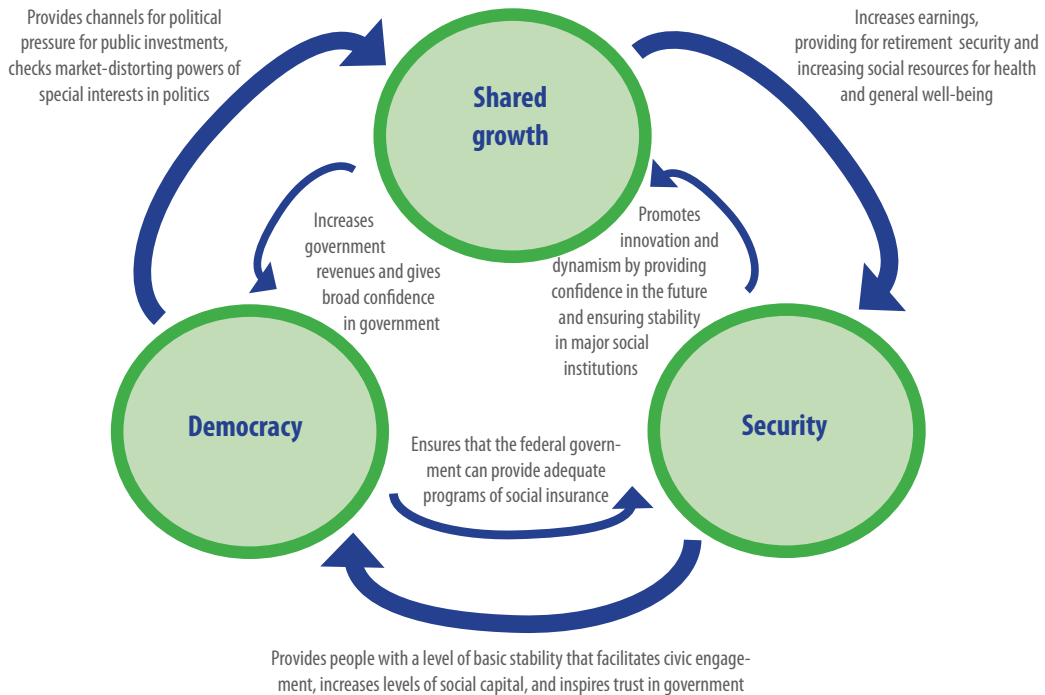 Provides channels for political
pressure for public investments,
checks market-distorting powers of
special interests in politics
Increases earnings,
providing for retirement security and
increasing social resources for health
and general well-being
Shared
growth
Increases
government
revenues and gives
broad confidence
in government
Promotes
innovation and
dynamism by providing
confidence in the future
and ensuring stability
in major social
institutions
Democracy
Security
Ensures that the federal govern-
ment can provide adequate
programs of social insurance
Provides people with a level of basic stability that facilitates civic engage-
ment, increases levels of social capital, and inspires trust in government